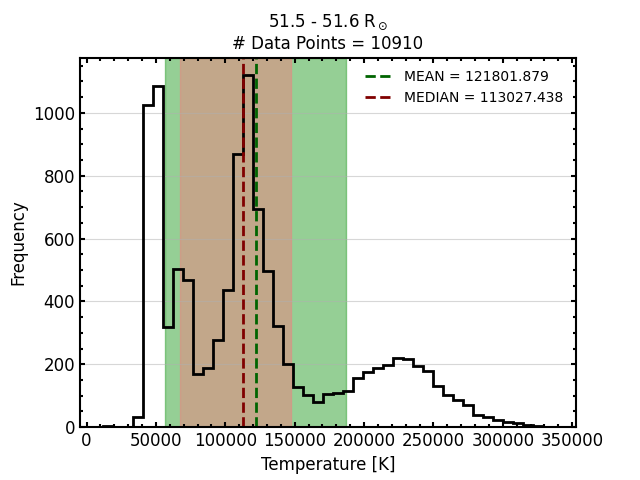 51.5 - 51.6 R⊙
# Data Points = 10910
MEAN = 121801.879
MEDIAN = 113027.438
Frequency
1000
800
600
400
200
0
0 50000 100000 150000 200000 250000 300000 350000
Temperature [K]